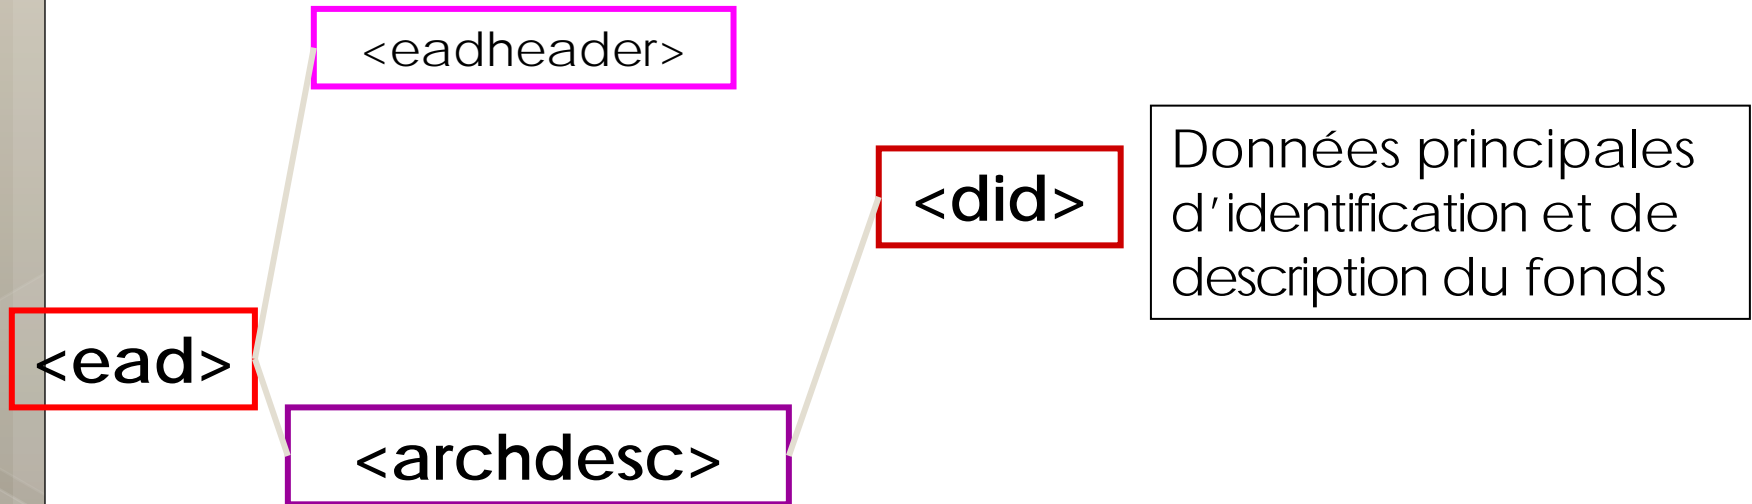 <eadheader>
<did>
Données principales
d’identification et de
description du fonds
<ead>
<archdesc>